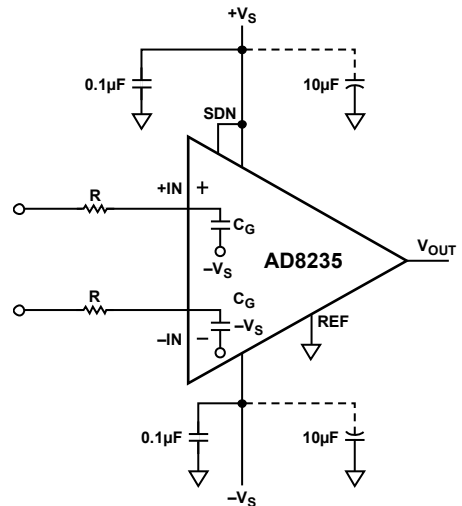 +VS
0.1µF
10µF
SDN
R
+IN
+
CG
–VS
AD8235
VOUT
R
CG
–VS
–IN
–
REF
0.1µF
10µF
–VS